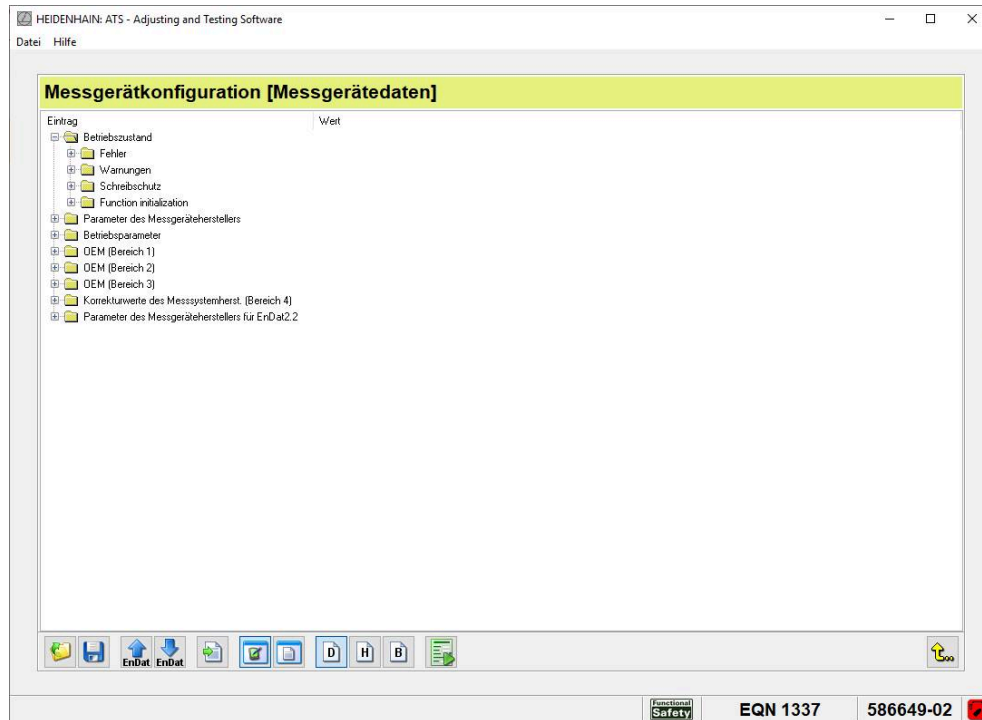 HEIDENHAIN: ATS - Adjusting and Testing Software
Datei Hilfe
Messgerätkonfiguration [Messgerätedaten]
Eintrag Wert
Betriebszustand
Fehler
Warnungen
Schreibschutz
Function initialization
Parameter des Messgeräteherstellers
Betriebsparameter
OEM (Bereich 1)
OEM (Bereich 2)
OEM (Bereich 3)
Korrekturwerte des Messsystemherst. (Bereich 4)
Parameter des Messgeräteherstellers für EnDat2.2
EnDat EnDat D H B
Functional
Safety EQN 1337 586649-02